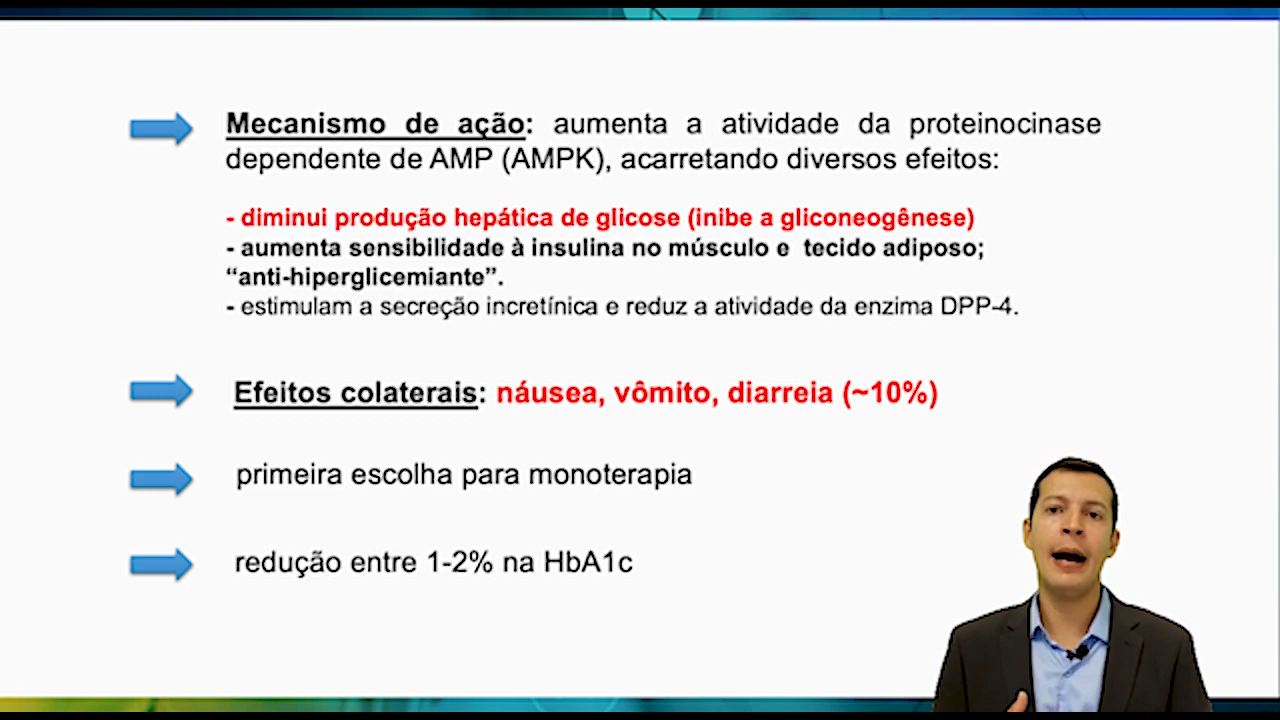 Mecanismo de ação: aumenta a atividade da proteinocinase
dependente de AMP (AMPK), acarretando diversos efeitos:
- diminui produção hepática de glicose (inibe a gliconeogênese)
- aumenta sensibilidade à insulina no músculo e tecido adiposo;
“anti-hiperglicemiante”.
- estimulam a secreção incretínica e reduz a atividade da enzima DPP-4.
Efeitos colaterais: náusea, vômito, diarreia (~10%)
primeira escolha para monoterapia
redução entre 1-2% na HbA1c